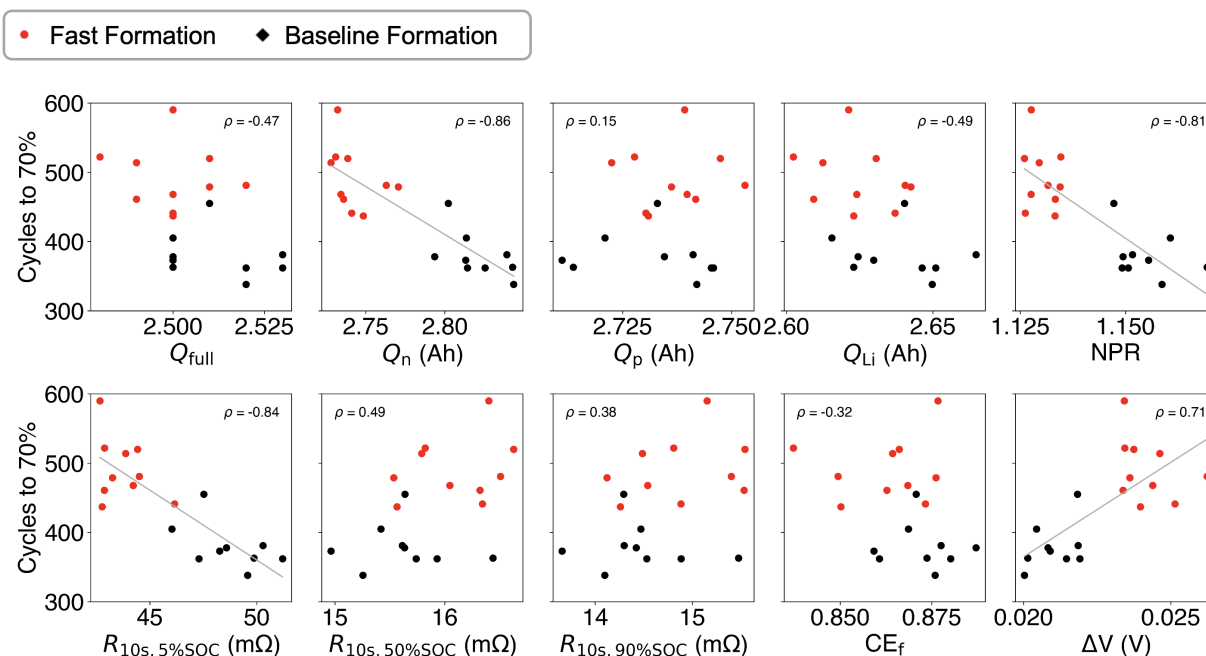 Fast Formation Baseline Formation
Cycles to 70%
600
500
400
300
ρ = -0.47
2.500 2.525
Q_full
ρ = -0.86
2.75 2.80
Q_n (Ah)
ρ = 0.15
2.725 2.750
Q_p (Ah)
ρ = -0.49
2.60 2.65
Q_Li (Ah)
ρ = -0.81
1.125 1.150
NPR
Cycles to 70%
600
500
400
300
ρ = -0.84
45 50
R_10s, 5%SOC (mΩ)
ρ = 0.49
15 16
R_10s, 50%SOC (mΩ)
ρ = 0.38
14 15
R_10s, 90%SOC (mΩ)
ρ = -0.32
0.850 0.875
CE_f
ρ = 0.71
0.020 0.025
ΔV (V)